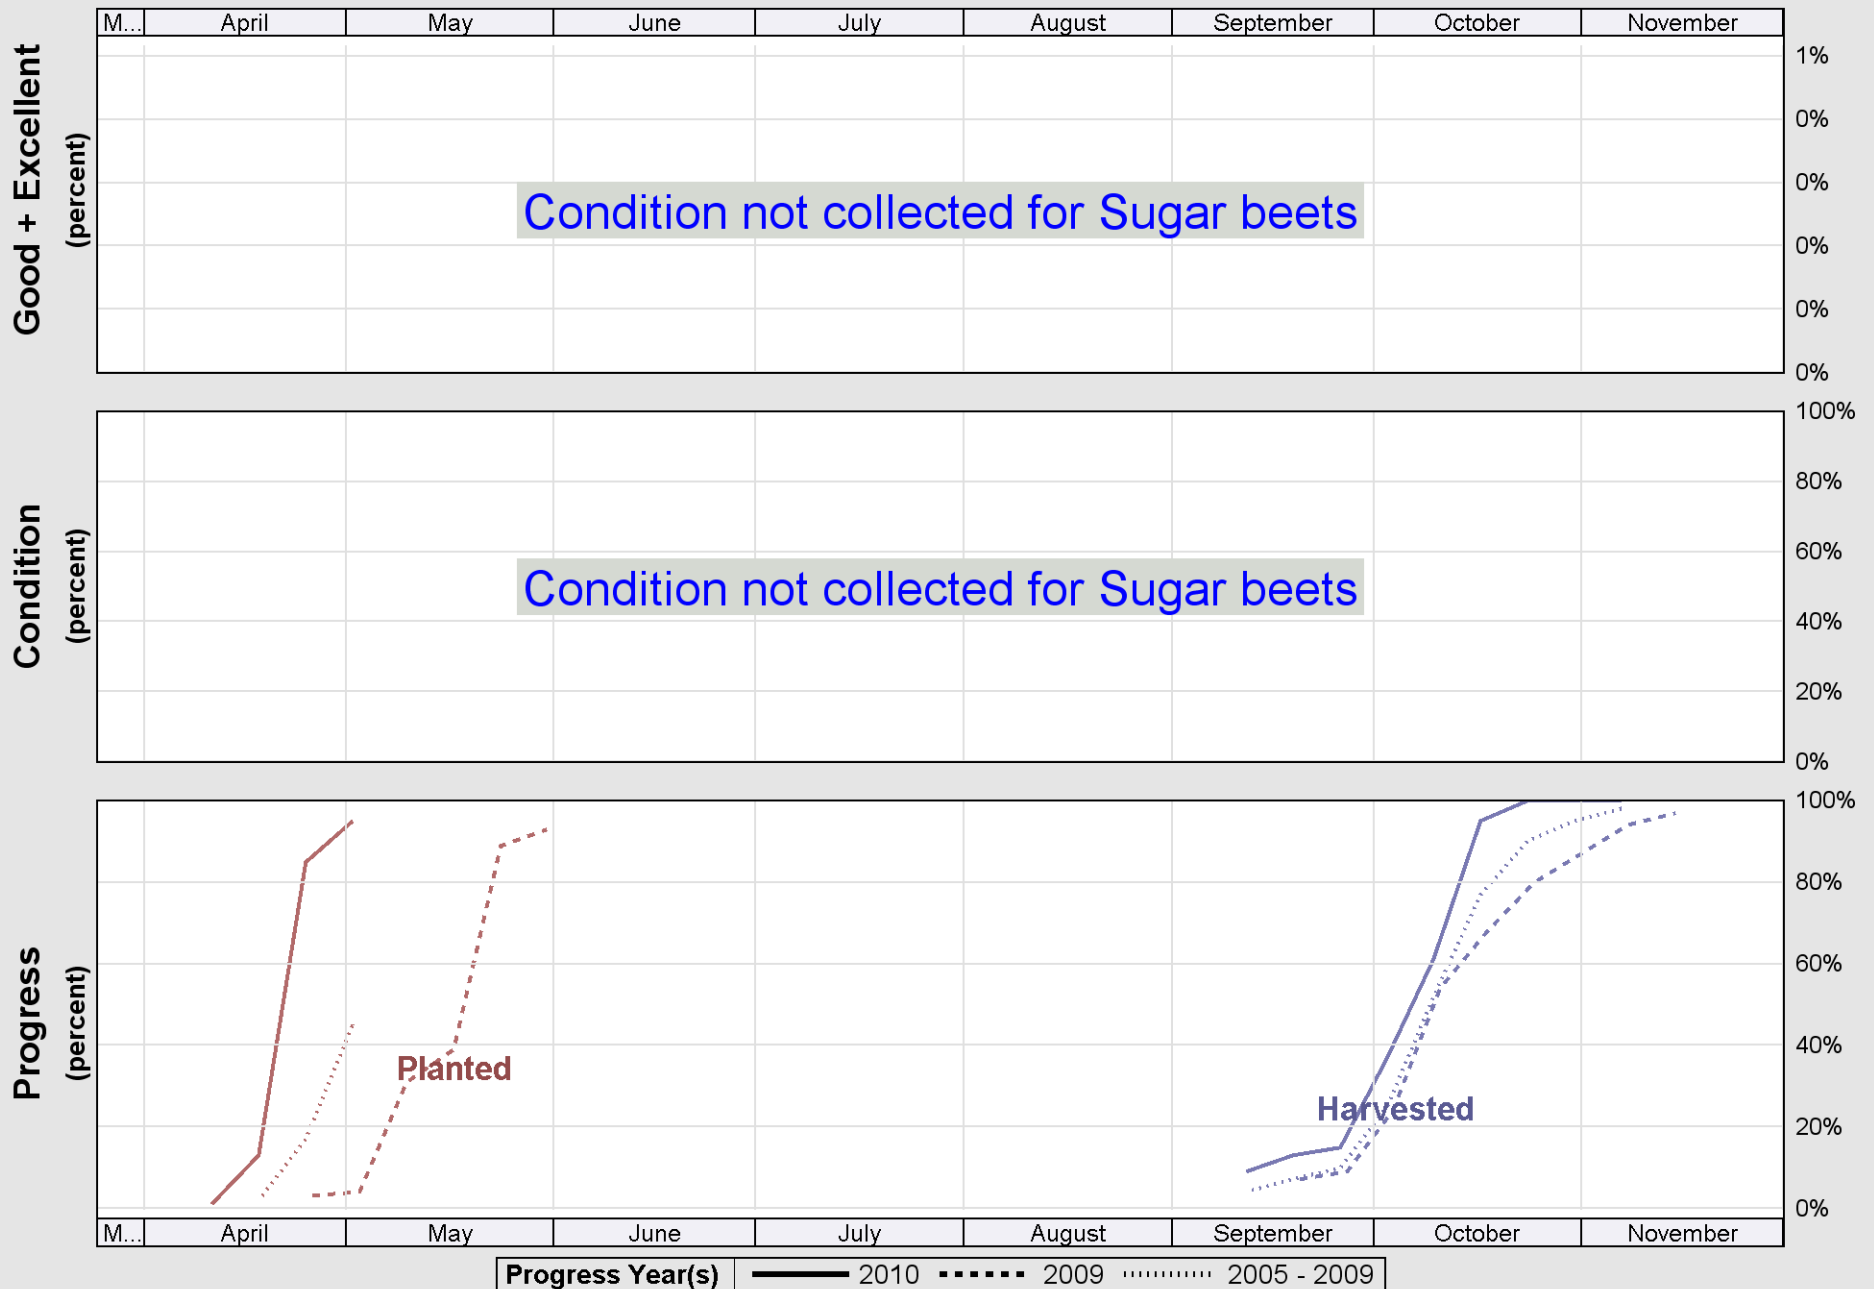 M... April May June July August September October November
Good + Excellent
(percent)
1%
0%
0%
0%
0%
0%
Condition not collected for Sugar beets
Condition
(percent)
100%
80%
60%
40%
20%
0%
Condition not collected for Sugar beets
Progress
(percent)
100%
80%
60%
40%
20%
0%
Planted
Harvested
M... April May June July August September October November
Progress Year(s) 2010 2009 2005 - 2009